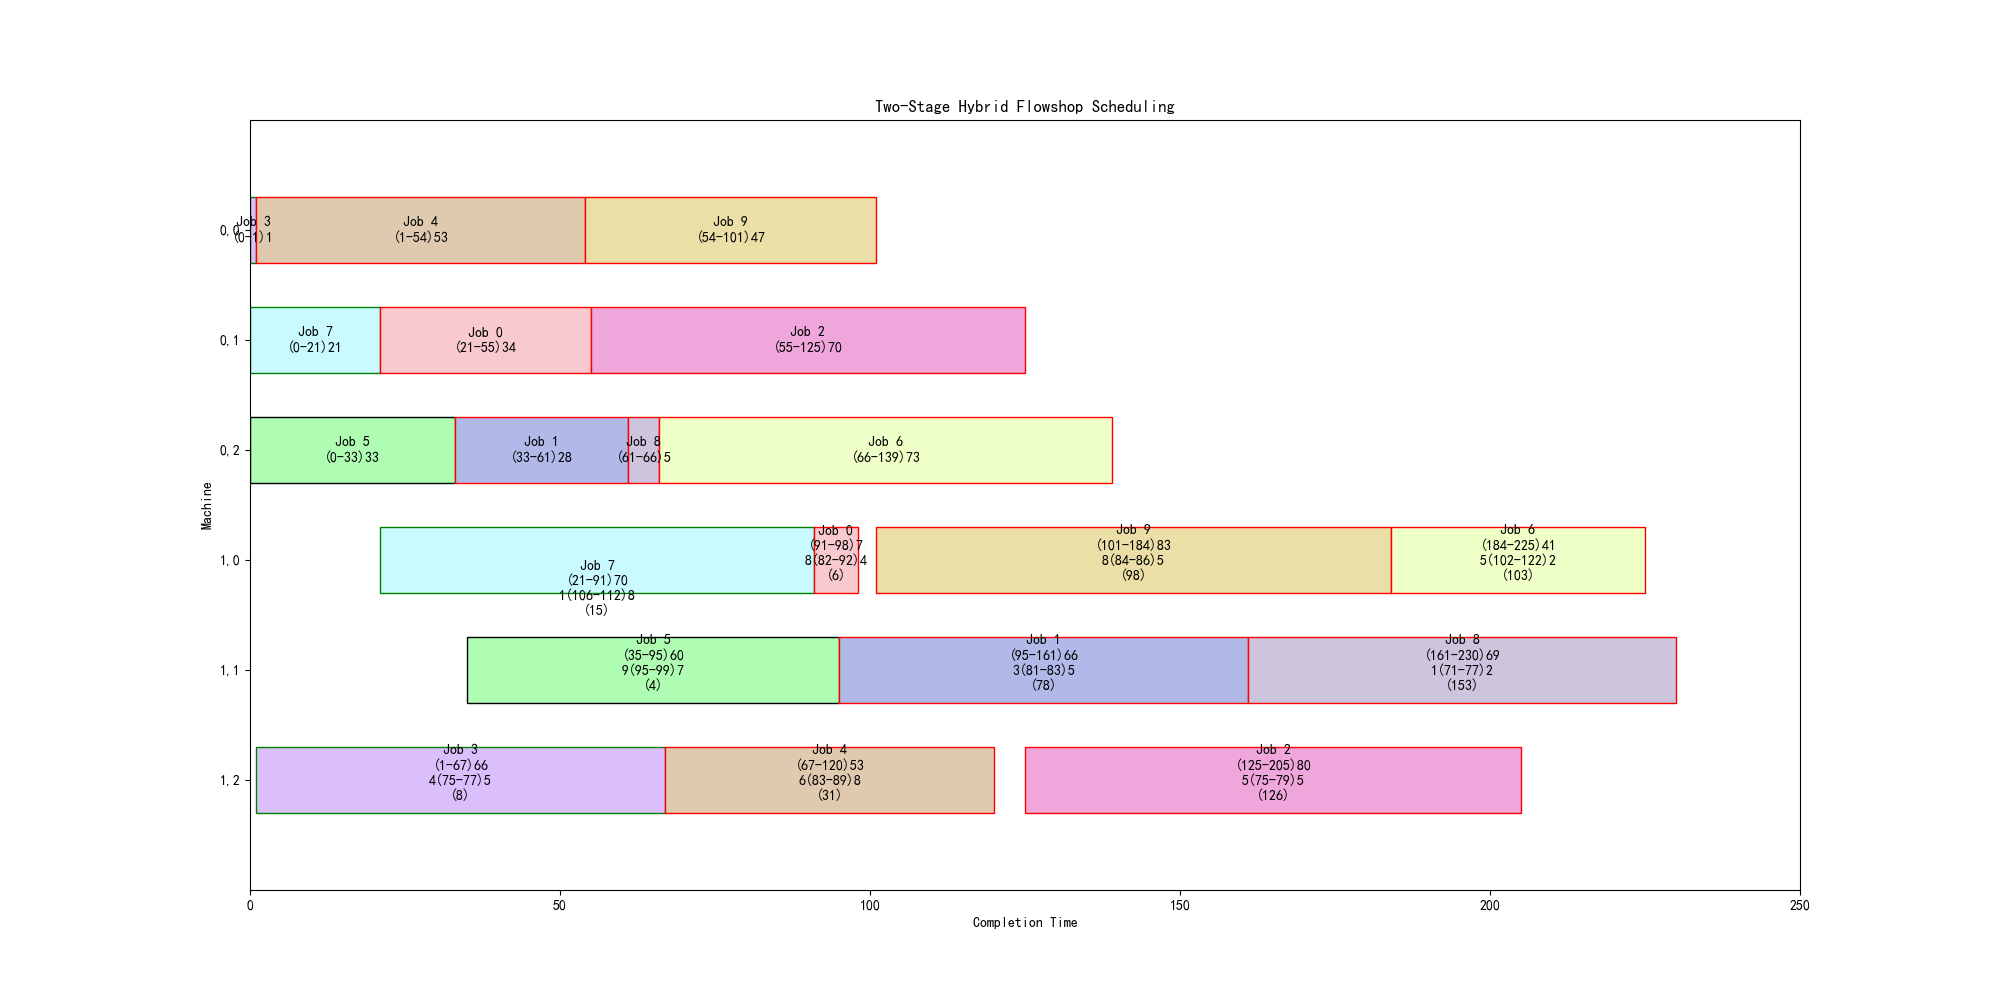 Two-Stage Hybrid Flowshop Scheduling
Machine
0,0
Job 3
(0-1)1
Job 4
(1-54)53
Job 9
(54-101)47
0,1
Job 7
(0-21)21
Job 0
(21-55)34
Job 2
(55-125)70
0,2
Job 5
(0-33)33
Job 1
(33-61)28
Job 8
(61-66)5
Job 6
(66-139)73
1,0
Job 7
(21-91)70
1(106-112)8
(15)
Job 0
(91-98)7
8(82-92)4
(6)
Job 9
(101-184)83
8(84-86)5
(98)
Job 6
(184-225)41
5(102-122)2
(103)
1,1
Job 5
(35-95)60
9(95-99)7
(4)
Job 1
(95-161)66
3(81-83)5
(78)
Job 8
(161-230)69
1(71-77)2
(153)
1,2
Job 3
(1-67)66
4(75-77)5
(8)
Job 4
(67-120)53
6(83-89)8
(31)
Job 2
(125-205)80
5(75-79)5
(126)
0 50 100 150 200 250
Completion Time